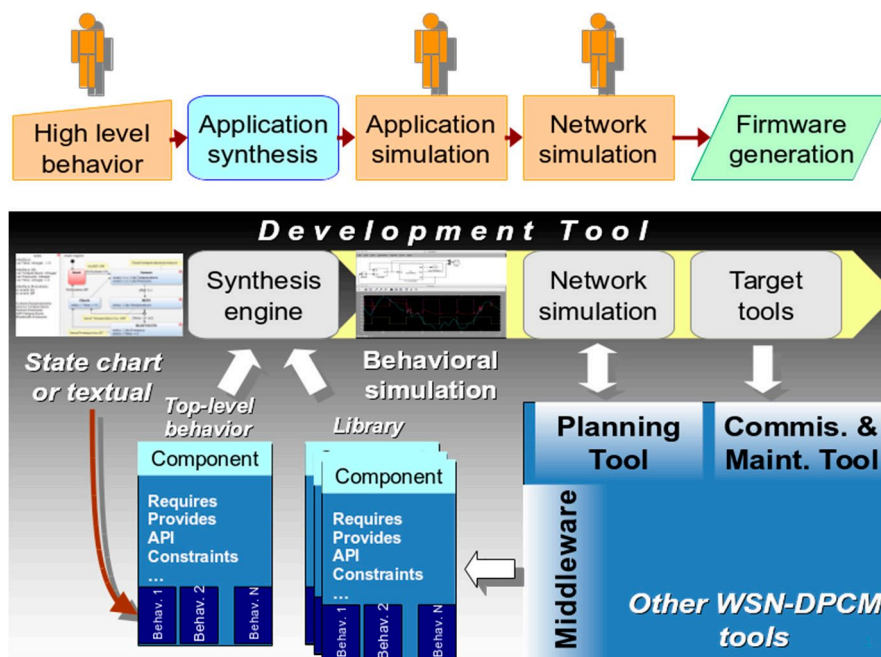 High level
behavior
Application
synthesis
Application
simulation
Network
simulation
Firmware
generation
Development Tool
Synthesis
engine
Network
simulation
Target
tools
State chart
or textual
Behavioral
simulation
Top-level
behavior
Library
Planning
Tool
Commis. &
Maint. Tool
Component
Requires
Provides
API
Constraints
...
Behav. 1
Behav. 2
Behav. N
Component
Requires
Provides
API
Constraints
...
Behav. 1
Behav. 2
Behav. N
Middleware
Other WSN-DPCM
tools